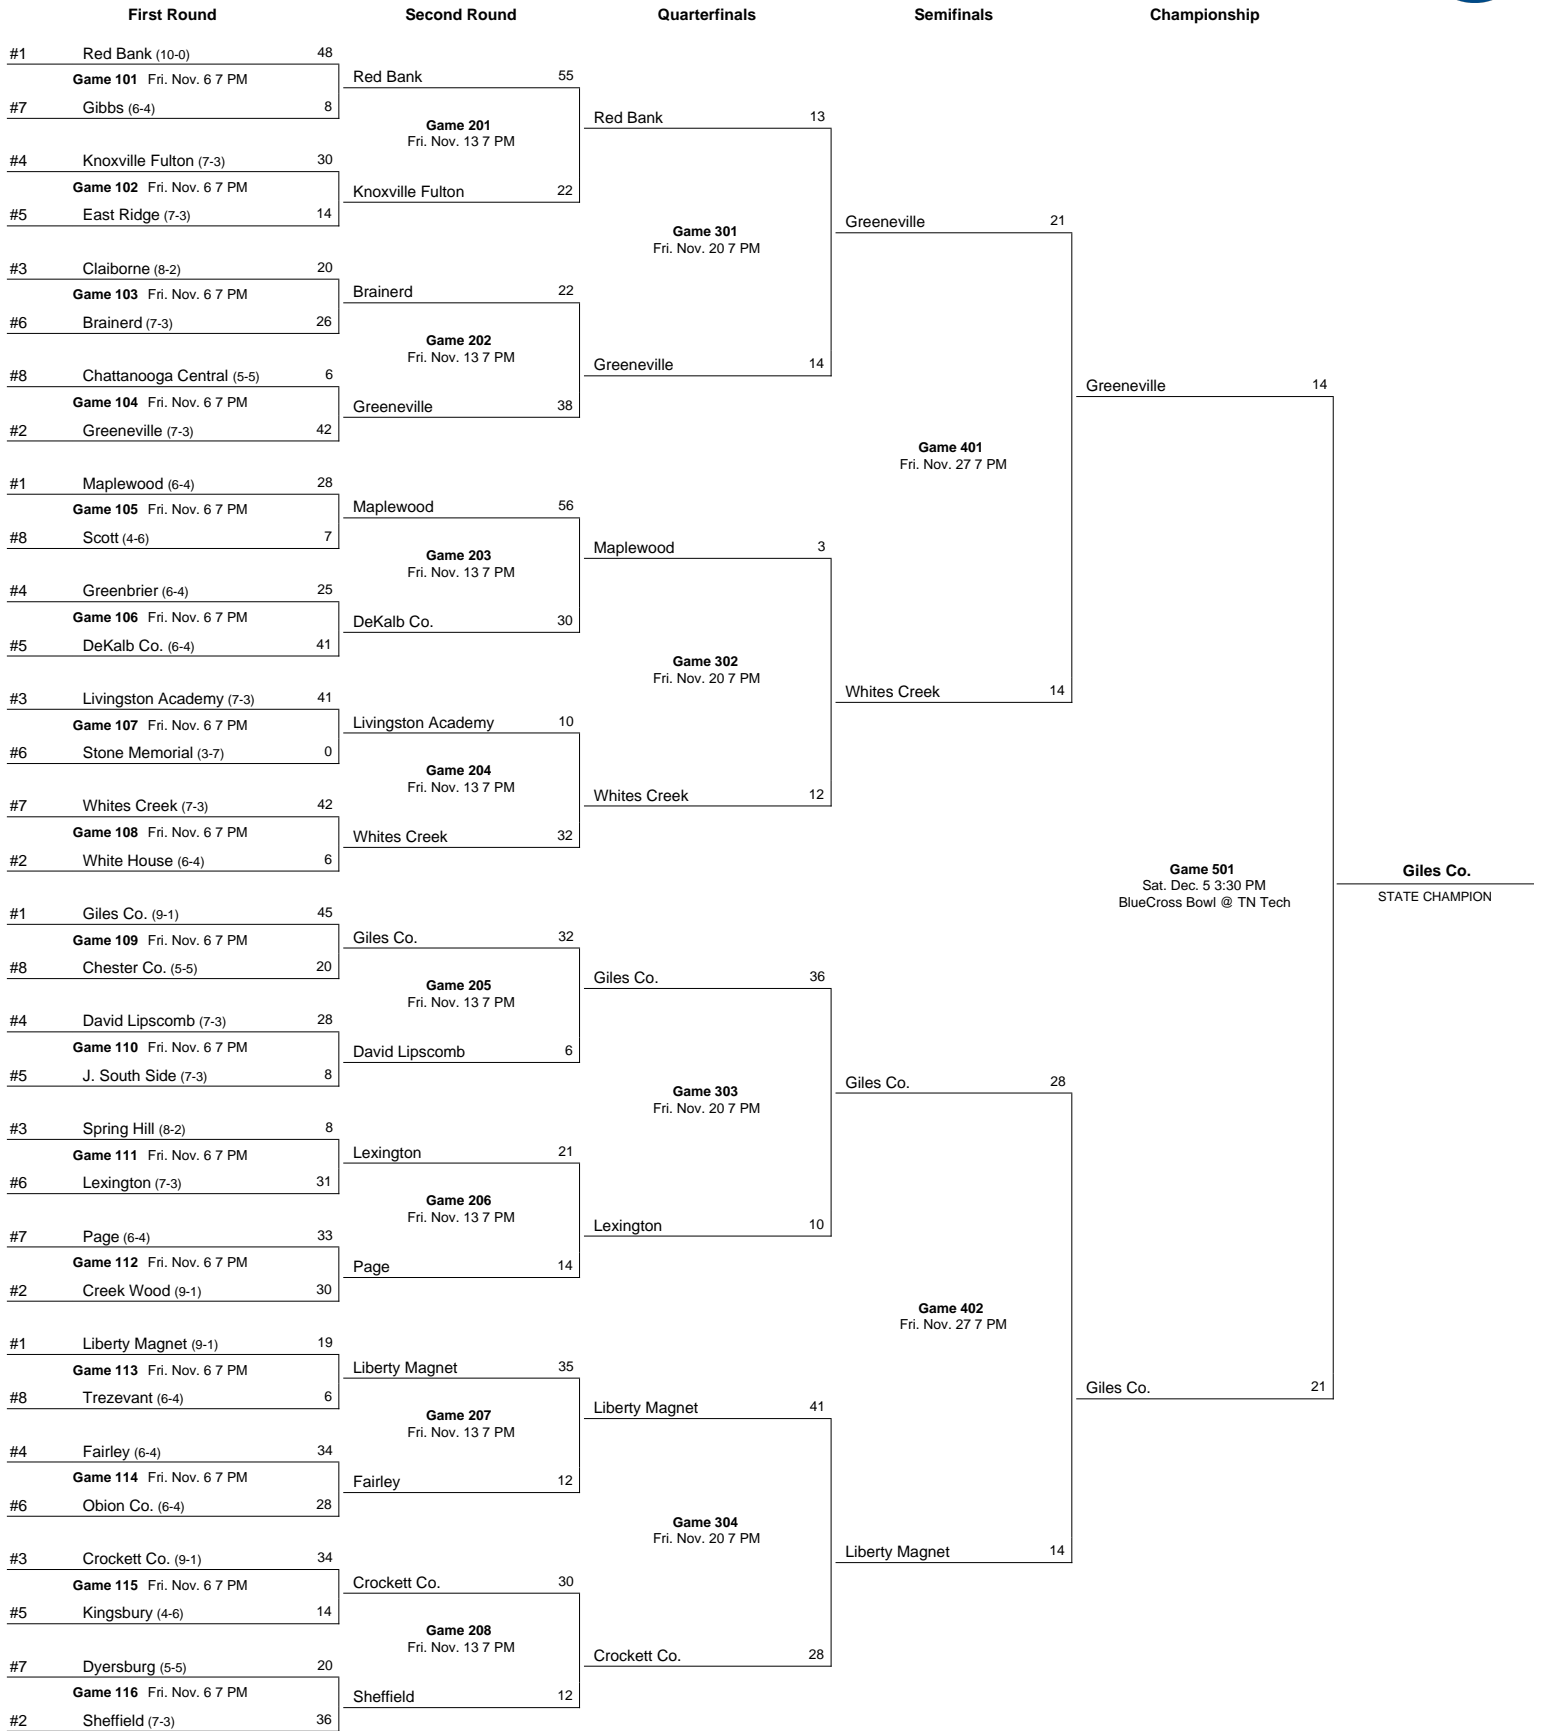 First Round
Second Round
Quarterfinals
Semifinals
Championship
#1 Red Bank (10-0) 48
Game 101 Fri. Nov. 6 7 PM
#7 Gibbs (6-4) 8
#4 Knoxville Fulton (7-3) 30
Game 102 Fri. Nov. 6 7 PM
#5 East Ridge (7-3) 14
#3 Claiborne (8-2) 20
Game 103 Fri. Nov. 6 7 PM
#6 Brainerd (7-3) 26
#8 Chattanooga Central (5-5) 6
Game 104 Fri. Nov. 6 7 PM
#2 Greeneville (7-3) 42
#1 Maplewood (6-4) 28
Game 105 Fri. Nov. 6 7 PM
#8 Scott (4-6) 7
#4 Greenbrier (6-4) 25
Game 106 Fri. Nov. 6 7 PM
#5 DeKalb Co. (6-4) 41
#3 Livingston Academy (7-3) 41
Game 107 Fri. Nov. 6 7 PM
#6 Stone Memorial (3-7) 0
#7 Whites Creek (7-3) 42
Game 108 Fri. Nov. 6 7 PM
#2 White House (6-4) 6
#1 Giles Co. (9-1) 45
Game 109 Fri. Nov. 6 7 PM
#8 Chester Co. (5-5) 20
#4 David Lipscomb (7-3) 28
Game 110 Fri. Nov. 6 7 PM
#5 J. South Side (7-3) 8
#3 Spring Hill (8-2) 8
Game 111 Fri. Nov. 6 7 PM
#6 Lexington (7-3) 31
#7 Page (6-4) 33
Game 112 Fri. Nov. 6 7 PM
#2 Creek Wood (9-1) 30
#1 Liberty Magnet (9-1) 19
Game 113 Fri. Nov. 6 7 PM
#8 Trezevant (6-4) 6
#4 Fairley (6-4) 34
Game 114 Fri. Nov. 6 7 PM
#6 Obion Co. (6-4) 28
#3 Crockett Co. (9-1) 34
Game 115 Fri. Nov. 6 7 PM
#5 Kingsbury (4-6) 14
#7 Dyersburg (5-5) 20
Game 116 Fri. Nov. 6 7 PM
#2 Sheffield (7-3) 36
Red Bank 55
Game 201
Fri. Nov. 13 7 PM
Knoxville Fulton 22
Brainerd 22
Game 202
Fri. Nov. 13 7 PM
Greeneville 38
Maplewood 56
Game 203
Fri. Nov. 13 7 PM
DeKalb Co. 30
Livingston Academy 10
Game 204
Fri. Nov. 13 7 PM
Whites Creek 32
Giles Co. 32
Game 205
Fri. Nov. 13 7 PM
David Lipscomb 6
Lexington 21
Game 206
Fri. Nov. 13 7 PM
Page 14
Liberty Magnet 35
Game 207
Fri. Nov. 13 7 PM
Fairley 12
Crockett Co. 30
Game 208
Fri. Nov. 13 7 PM
Sheffield 12
Red Bank 13
Game 301
Fri. Nov. 20 7 PM
Greeneville 14
Maplewood 3
Game 302
Fri. Nov. 20 7 PM
Whites Creek 12
Giles Co. 36
Game 303
Fri. Nov. 20 7 PM
Lexington 10
Liberty Magnet 41
Game 304
Fri. Nov. 20 7 PM
Crockett Co. 28
Greeneville 21
Game 401
Fri. Nov. 27 7 PM
Whites Creek 14
Giles Co. 28
Game 402
Fri. Nov. 27 7 PM
Liberty Magnet 14
Greeneville 14
Game 501
Sat. Dec. 5 3:30 PM
BlueCross Bowl @ TN Tech
Giles Co. 21
Giles Co.
STATE CHAMPION